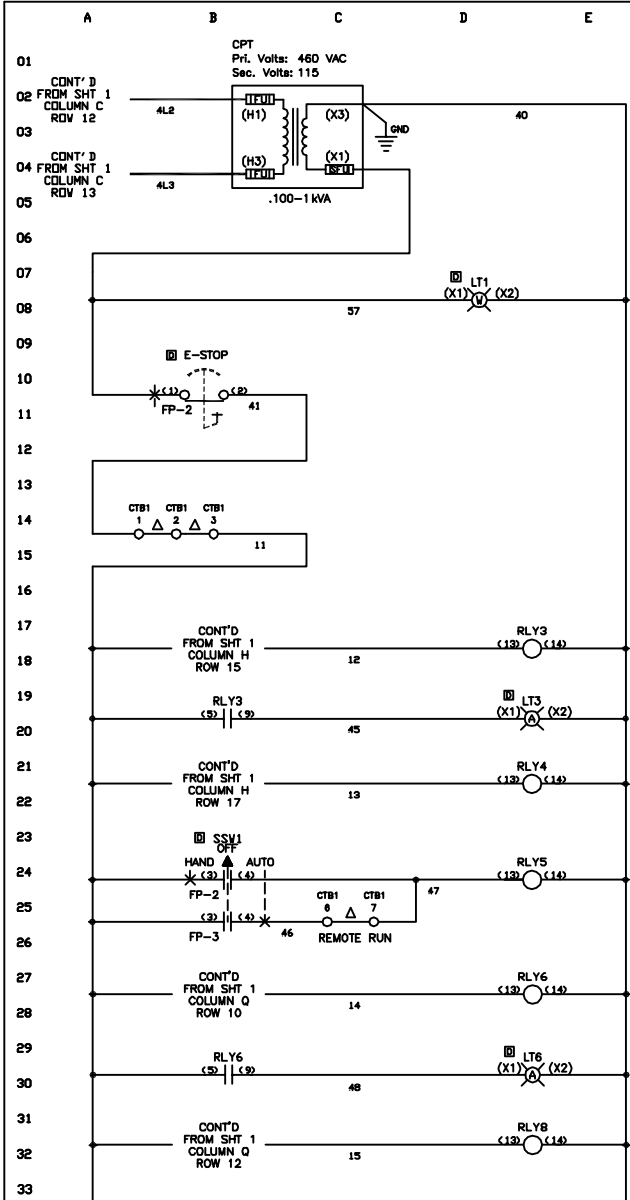 A B C D E
CPT
01 Pri. Volts: 460 VAC
Sec. Volts: 115
CONT'D
02 FROM SHT 1
COLUMN C
ROW 12
4L2 (H1) (X3) 40
03 GND
CONT'D
04 FROM SHT 1
COLUMN C
ROW 13
4L3 (H3) (X1)
05 .100-1 kVA
06
07 D LT1
(X1) W (X2)
08 57
09 D E-STOP
10 (1) (2)
11 FP-2 41
12
13
CTB1 CTB1 CTB1
14 1 2 3
15 11
16
17 CONT'D RLY3
FROM SHT 1 (13) (14)
18 COLUMN H 12
ROW 15
19 RLY3 D LT3
(5) (9) (X1) A (X2)
20 45
21 CONT'D RLY4
FROM SHT 1 (13) (14)
22 COLUMN H 13
ROW 17
23 D SSW1
OFF
HAND AUTO RLY5
24 (3) (4) (13) (14)
FP-2 47
25 CTB1 CTB1
(3) (4) 6 7
26 FP-3 46 REMOTE RUN
27 CONT'D RLY6
FROM SHT 1 (13) (14)
28 COLUMN Q 14
ROW 10
29 RLY6 D LT6
(5) (9) (X1) A (X2)
30 48
31 CONT'D RLY8
FROM SHT 1 (13) (14)
32 COLUMN Q 15
ROW 12
33